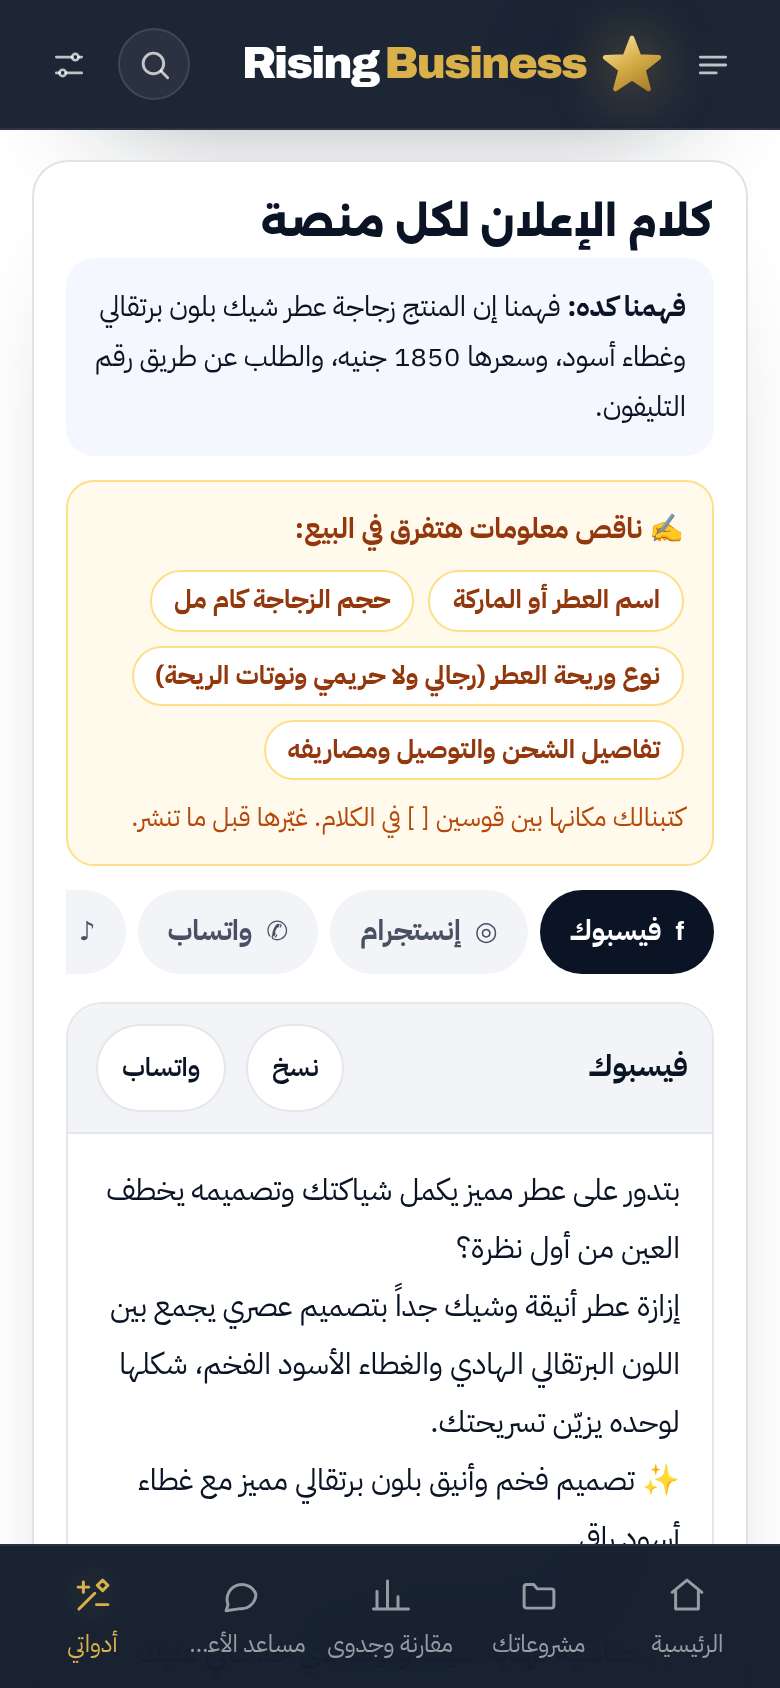 Rising Business
كلام الإعلان لكل منصة
فهمنا كده: فهمنا إن المنتج زجاجة عطر شيك بلون برتقالي
وغطاء أسود، وسعرها 1850 جنيه، والطلب عن طريق رقم
التليفون.
✍️ ناقص معلومات هتفرق في البيع:
اسم العطر أو الماركة
حجم الزجاجة كام مل
نوع وريحة العطر (رجالي ولا حريمي ونوتات الريحة)
تفاصيل الشحن والتوصيل ومصاريفه
كتبنالك مكانها بين قوسين [ ] في الكلام. غيّرها قبل ما تنشر.
f فيسبوك
◎ إنستجرام
✆ واتساب
♪
فيسبوك
نسخ
واتساب
بتدور على عطر مميز يكمل شياكتك وتصميمه يخطف
العين من أول نظرة؟
إزازة عطر أنيقة وشيك جداً بتصميم عصري يجمع بين
اللون البرتقالي الهادي والغطاء الأسود الفخم، شكلها
لوحده يزيّن تسريحتك.
✨ تصميم فخم وأنيق بلون برتقالي مميز مع غطاء
أسود راقي
الرئيسية
مشروعاتك
مقارنة وجدوى
مساعد الأعـ...
أدواتي